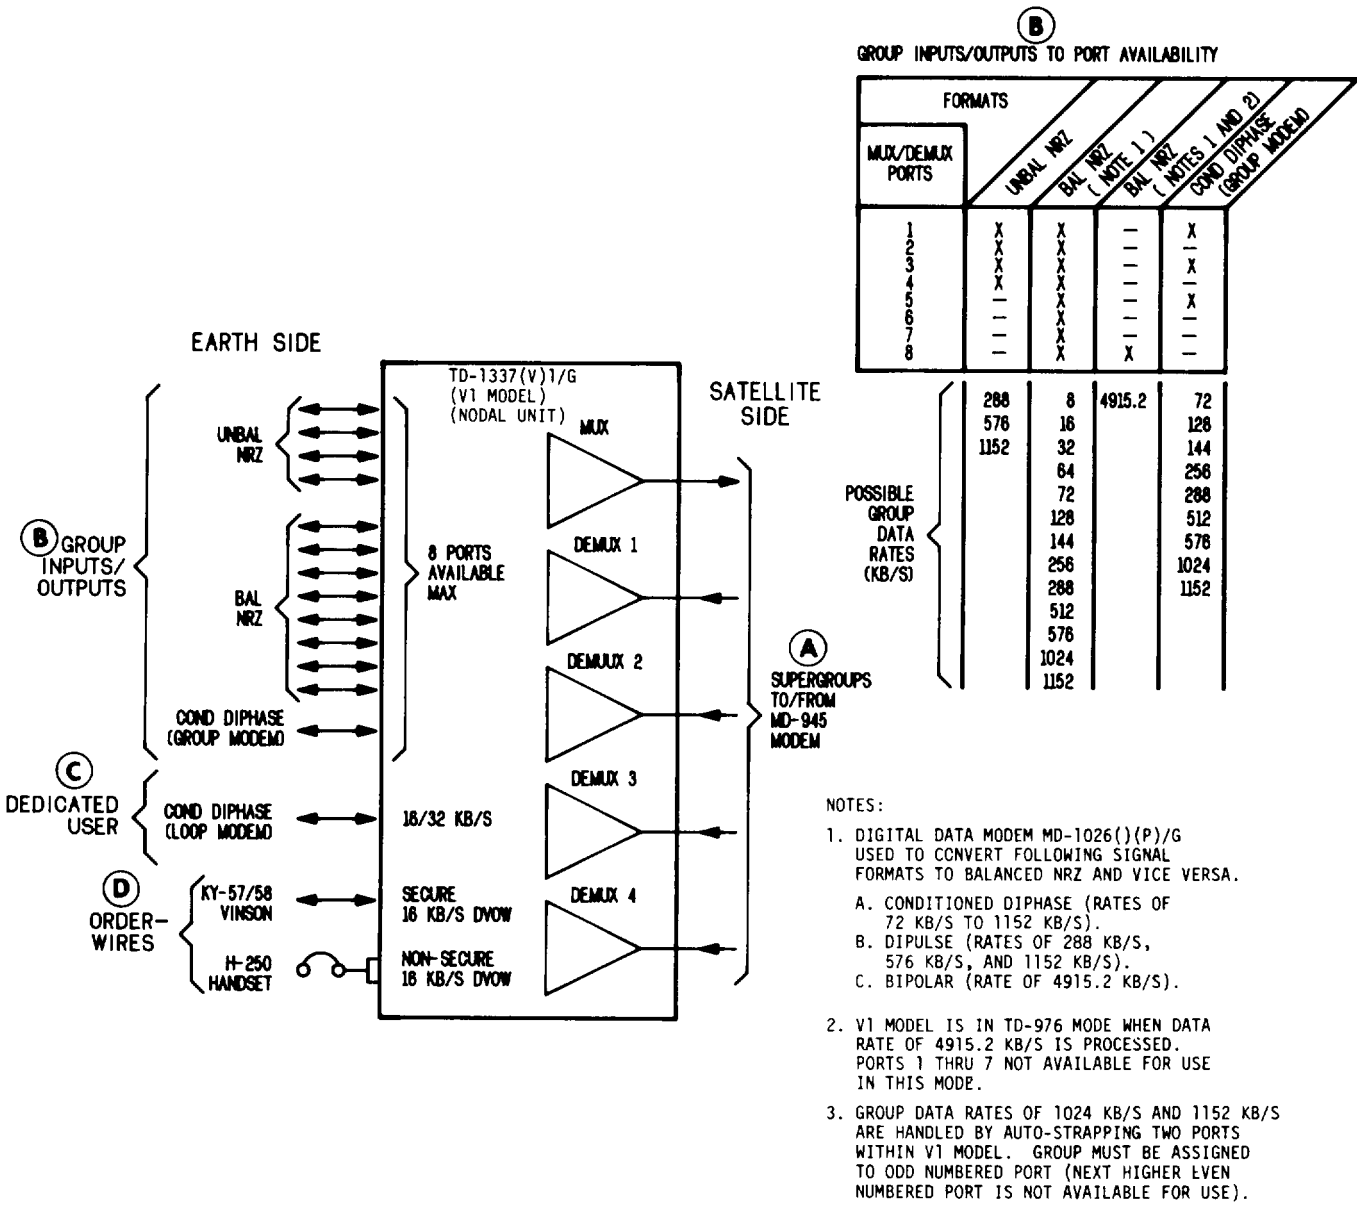 B
GROUP INPUTS/OUTPUTS TO PORT AVAILABILITY
FORMATS
MUX/DEMUX
PORTS
UNBAL NRZ
BAL NRZ
( NOTE 1 )
BAL NRZ
( NOTES 1 AND 2)
COND DIPHASE
(GROUP MODEM)
1 X X — X
2 X X — —
3 X X — X
4 X X — —
5 — X — X
6 — X — —
7 — X — —
8 — X X —
POSSIBLE
GROUP
DATA
RATES
(KB/S)
288 8 4915.2 72
576 16 128
1152 32 144
64 256
72 288
128 512
144 576
256 1024
288 1152
512
576
1024
1152
EARTH SIDE
TD-1337(V)1/G
(V1 MODEL)
(NODAL UNIT)
SATELLITE
SIDE
UNBAL
NRZ
B GROUP
INPUTS/
OUTPUTS
BAL
NRZ
COND DIPHASE
(GROUP MODEM)
8 PORTS
AVAILABLE
MAX
MUX
DEMUX 1
DEMUUX 2
DEMUX 3
DEMUX 4
A
SUPERGROUPS
TO/FROM
MD-945
MODEM
C
DEDICATED
USER
COND DIPHASE
(LOOP MODEM)
16/32 KB/S
D
ORDER-
WIRES
KY-57/58
VINSON
SECURE
16 KB/S DVOW
H-250
HANDSET
NON-SECURE
16 KB/S DVOW
NOTES:
1. DIGITAL DATA MODEM MD-1026()(P)/G
USED TO CONVERT FOLLOWING SIGNAL
FORMATS TO BALANCED NRZ AND VICE VERSA.
A. CONDITIONED DIPHASE (RATES OF
72 KB/S TO 1152 KB/S).
B. DIPULSE (RATES OF 288 KB/S,
576 KB/S, AND 1152 KB/S).
C. BIPOLAR (RATE OF 4915.2 KB/S).
2. V1 MODEL IS IN TD-976 MODE WHEN DATA
RATE OF 4915.2 KB/S IS PROCESSED.
PORTS 1 THRU 7 NOT AVAILABLE FOR USE
IN THIS MODE.
3. GROUP DATA RATES OF 1024 KB/S AND 1152 KB/S
ARE HANDLED BY AUTO-STRAPPING TWO PORTS
WITHIN V1 MODEL. GROUP MUST BE ASSIGNED
TO ODD NUMBERED PORT (NEXT HIGHER EVEN
NUMBERED PORT IS NOT AVAILABLE FOR USE).